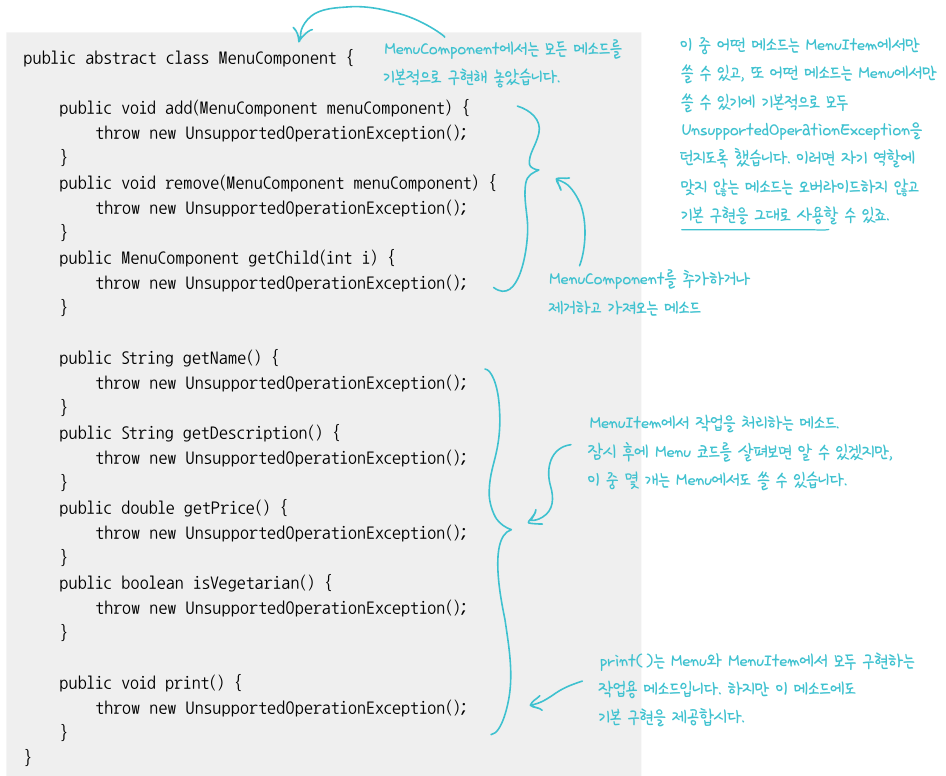 public abstract class MenuComponent {
MenuComponent에서는 모든 메소드를
기본적으로 구현해 놓았습니다.
public void add(MenuComponent menuComponent) {
throw new UnsupportedOperationException();
}
public void remove(MenuComponent menuComponent) {
throw new UnsupportedOperationException();
}
public MenuComponent getChild(int i) {
throw new UnsupportedOperationException();
}
이 중 어떤 메소드는 MenuItem에서만
쓸 수 있고, 또 어떤 메소드는 Menu에서만
쓸 수 있기에 기본적으로 모두
UnsupportedOperationException을
던지도록 했습니다. 이러면 자기 역할에
맞지 않는 메소드는 오버라이드하지 않고
기본 구현을 그대로 사용할 수 있죠.
MenuComponent를 추가하거나
제거하고 가져오는 메소드
public String getName() {
throw new UnsupportedOperationException();
}
public String getDescription() {
throw new UnsupportedOperationException();
}
public double getPrice() {
throw new UnsupportedOperationException();
}
public boolean isVegetarian() {
throw new UnsupportedOperationException();
}
MenuItem에서 작업을 처리하는 메소드.
잠시 후에 Menu 코드를 살펴보면 알 수 있겠지만,
이 중 몇 개는 Menu에서도 쓸 수 있습니다.
public void print() {
throw new UnsupportedOperationException();
}
}
print()는 Menu와 MenuItem에서 모두 구현하는
작업용 메소드입니다. 하지만 이 메소드에도
기본 구현을 제공합시다.